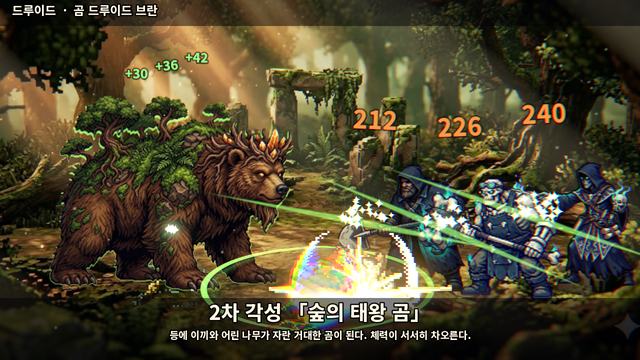 드루이드 · 곰 드루이드 브란
+30 +36 +42
212 226 240
2차 각성 「숲의 태왕 곰」
등에 이끼와 어린 나무가 자란 거대한 곰이 된다. 체력이 서서히 차오른다.